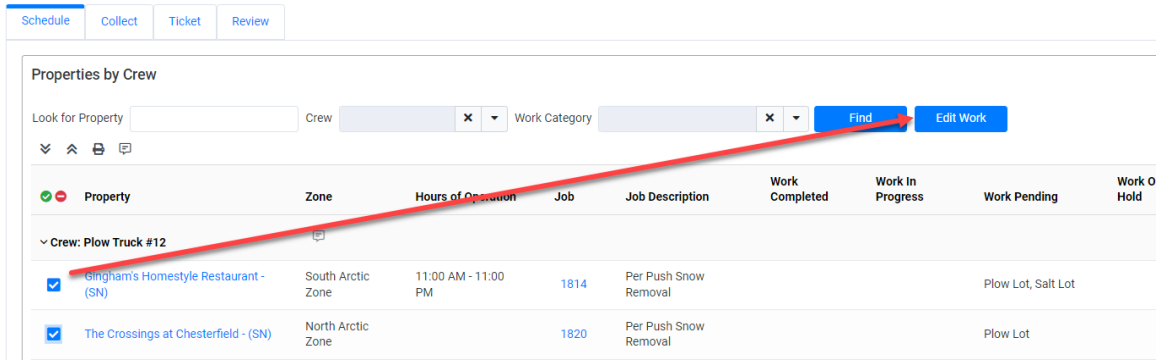 Schedule Collect Ticket Review
Properties by Crew
Look for Property Crew Work Category Find Edit Work
Property Zone Hours of Operation Job Job Description Work Completed Work In Progress Work Pending Work O Hold
Crew: Plow Truck #12
Gingham's Homestyle Restaurant - South Arctic 11:00 AM - 11:00 1814 Per Push Snow Plow Lot, Salt Lot
(SN) Zone PM Removal
The Crossings at Chesterfield - (SN) North Arctic 1820 Per Push Snow Plow Lot
Zone Removal